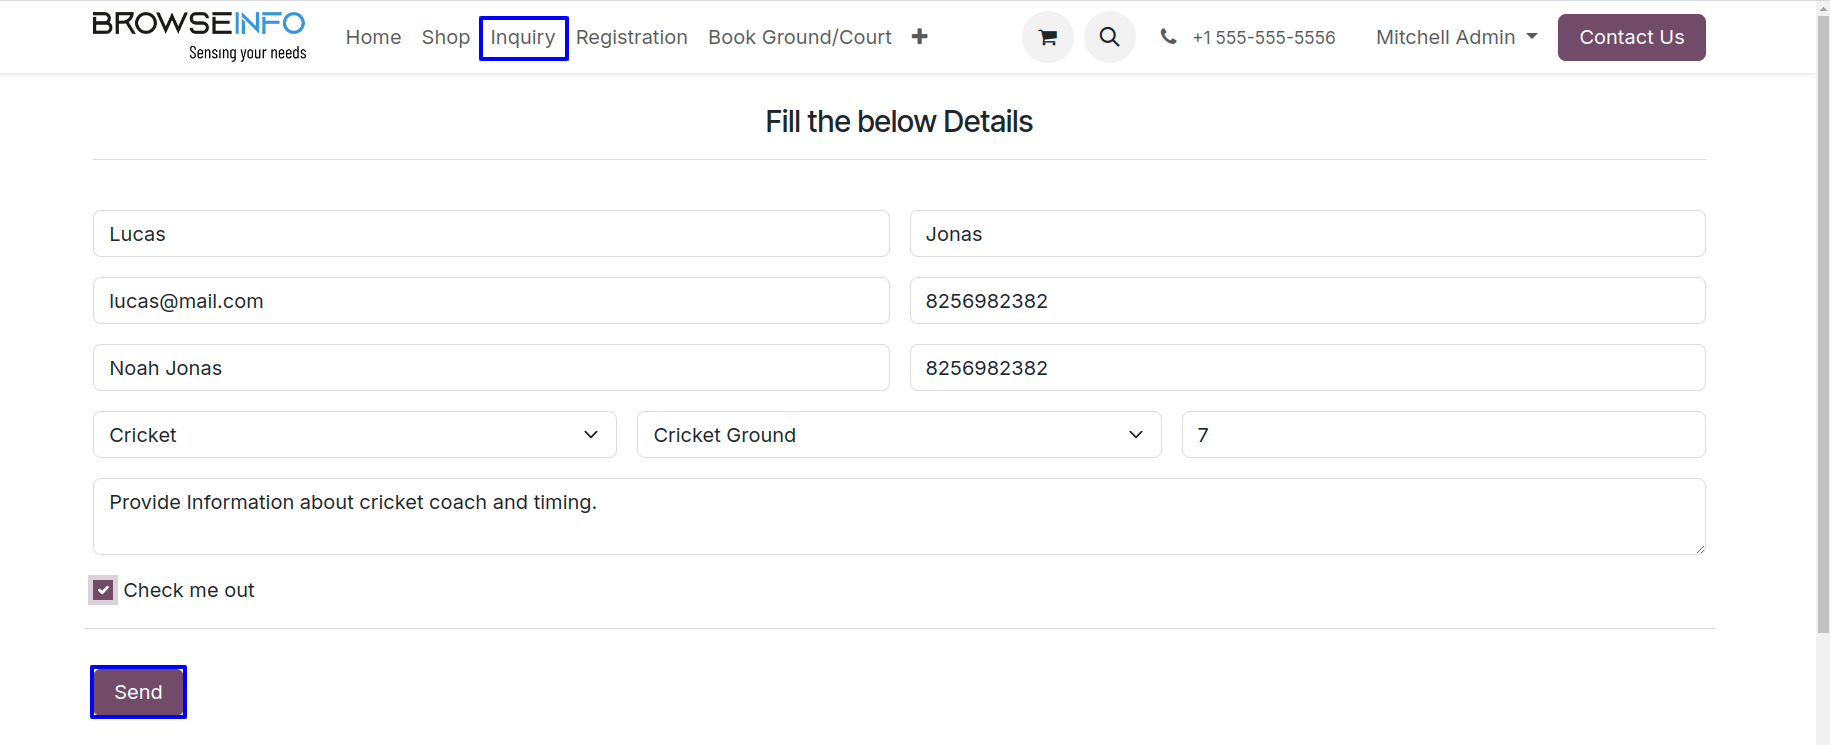 BROWSEINFO
Sensing your needs
Home Shop Inquiry Registration Book Ground/Court +1 555-555-5556 Mitchell Admin Contact Us
Fill the below Details
Lucas Jonas
lucas@mail.com 8256982382
Noah Jonas 8256982382
Cricket Cricket Ground 7
Provide Information about cricket coach and timing.
Check me out
Send